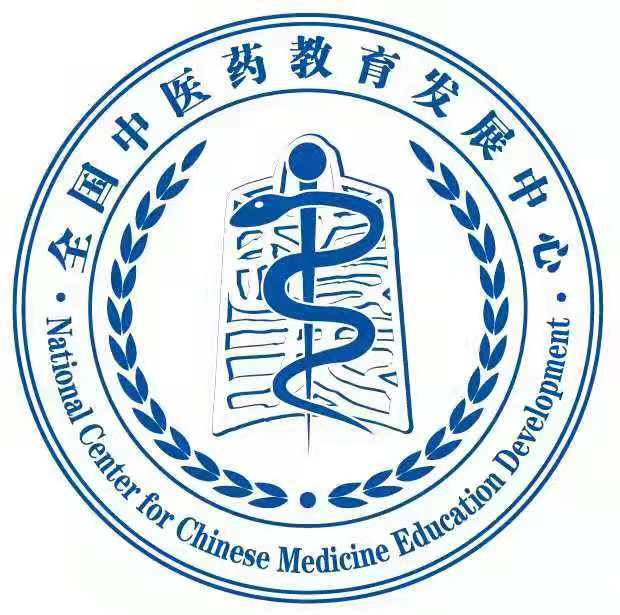 ·全国中医药教育发展中心·
National Center for Chinese Medicine Education Development